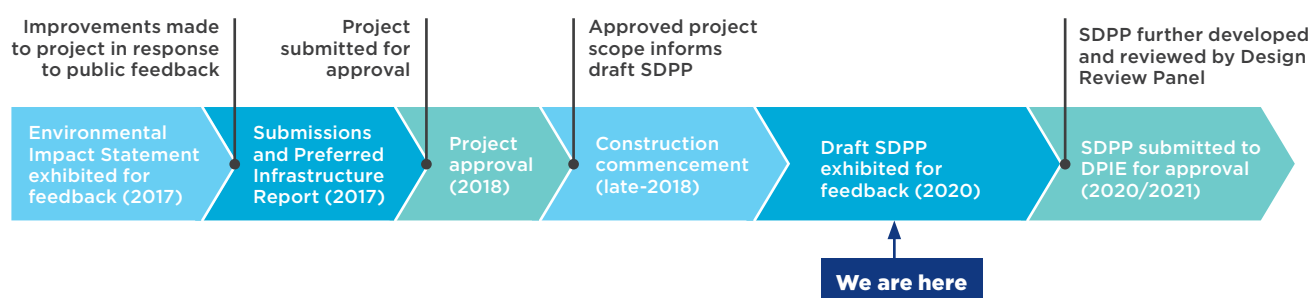 Improvements made
to project in response
to public feedback
Project
submitted for
approval
Approved project
scope informs
draft SDPP
SDPP further developed
and reviewed by Design
Review Panel
Environmental
Impact Statement
exhibited for
feedback (2017)
Submissions
and Preferred
Infrastructure
Report (2017)
Project
approval
(2018)
Construction
commencement
(late-2018)
Draft SDPP
exhibited for
feedback (2020)
SDPP submitted to
DPIE for approval
(2020/2021)
We are here